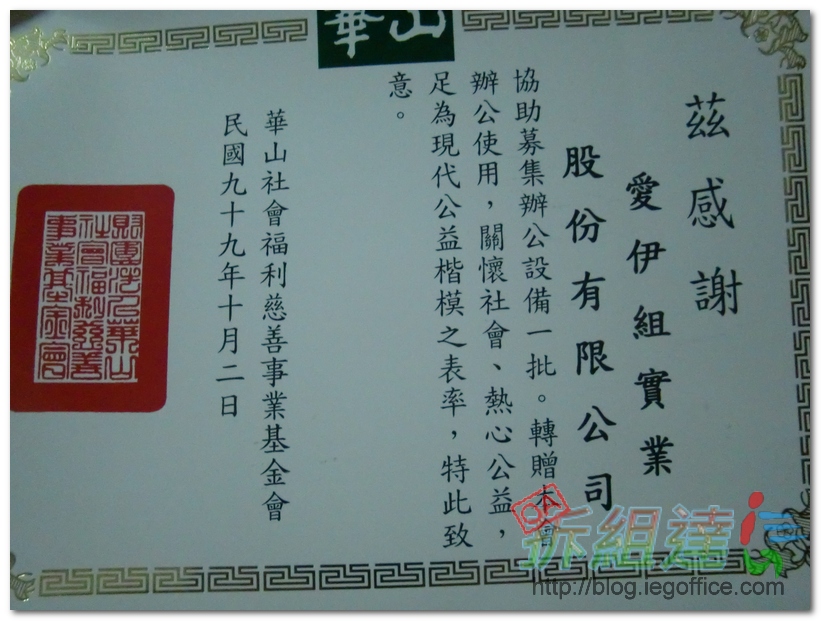 華山
茲感謝
愛伊組實業
股份有限公司
協助募集辦公設備一批。轉贈本會
辦公使用，關懷社會、熱心公益，
足為現代公益楷模之表率，特此致
意。
華山社會福利慈善事業基金會
民國九十九年十月二日
財團法人華山
社會福利慈善
事業基金會
拆組達人
http://blog.iegoffice.com